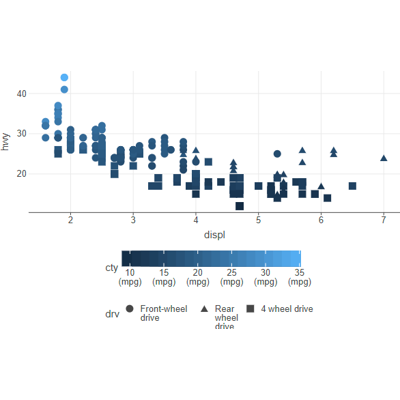 hwy
40
30
20
2 3 4 5 6 7
displ
cty
10 15 20 25 30 35
(mpg) (mpg) (mpg) (mpg) (mpg) (mpg)
drv
Front-wheel
drive
Rear
wheel
drive
4 wheel drive